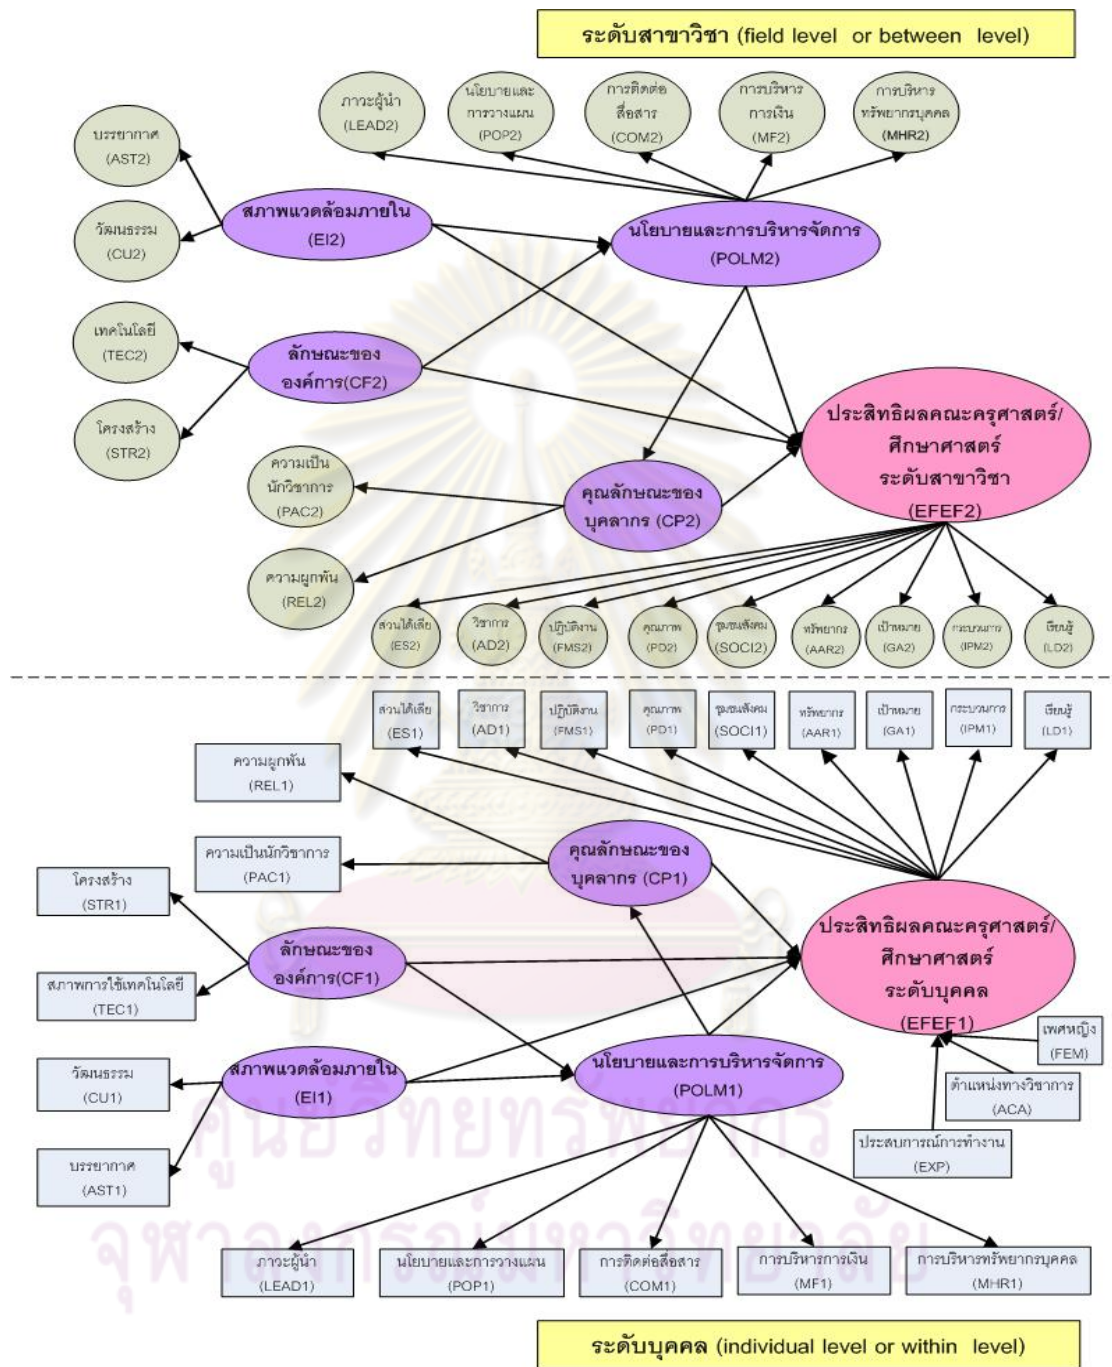 ระดับสาขาวิชา (field level or between level)
ภาวะผู้นำ
(LEAD2)
นโยบายและ
การวางแผน
(POP2)
การติดต่อ
สื่อสาร
(COM2)
การบริหาร
การเงิน
(MF2)
การบริหาร
ทรัพยากรบุคคล
(MHR2)
บรรยากาศ
(AST2)
สภาพแวดล้อมภายใน
(EI2)
วัฒนธรรม
(CU2)
นโยบายและการบริหารจัดการ
(POLM2)
เทคโนโลยี
(TEC2)
ลักษณะของ
องค์การ(CF2)
โครงสร้าง
(STR2)
ประสิทธิผลคณะครุศาสตร์/
ศึกษาศาสตร์
ระดับสาขาวิชา
(EFEF2)
ความเป็น
นักวิชาการ
(PAC2)
คุณลักษณะของ
บุคลากร (CP2)
ความผูกพัน
(REL2)
ส่วนได้เสีย
(ES2)
วิชาการ
(AD2)
ปฏิบัติงาน
(FMS2)
คุณภาพ
(PD2)
ชุมชนสังคม
(SOCI2)
ทรัพยากร
(AAR2)
เป้าหมาย
(GA2)
กระบวนการ
(IPM2)
เรียนรู้
(LD2)
ส่วนได้เสีย
(ES1)
วิชาการ
(AD1)
ปฏิบัติงาน
(FMS1)
คุณภาพ
(PD1)
ชุมชนสังคม
(SOCI1)
ทรัพยากร
(AAR1)
เป้าหมาย
(GA1)
กระบวนการ
(IPM1)
เรียนรู้
(LD1)
ความผูกพัน
(REL1)
ความเป็นนักวิชาการ
(PAC1)
คุณลักษณะของ
บุคลากร (CP1)
โครงสร้าง
(STR1)
ลักษณะของ
องค์การ(CF1)
ประสิทธิผลคณะครุศาสตร์/
ศึกษาศาสตร์
ระดับบุคคล
(EFEF1)
สภาพการใช้เทคโนโลยี
(TEC1)
เพศหญิง
(FEM)
วัฒนธรรม
(CU1)
สภาพแวดล้อมภายใน
(EI1)
นโยบายและการบริหารจัดการ
(POLM1)
ตำแหน่งทางวิชาการ
(ACA)
ประสบการณ์การทำงาน
(EXP)
บรรยากาศ
(AST1)
ศูนย์วิทยทรัพยากร
จุฬาลงกรณ์มหาวิทยาลัย
ภาวะผู้นำ
(LEAD1)
นโยบายและการวางแผน
(POP1)
การติดต่อสื่อสาร
(COM1)
การบริหารการเงิน
(MF1)
การบริหารทรัพยากรบุคคล
(MHR1)
ระดับบุคคล (individual level or within level)